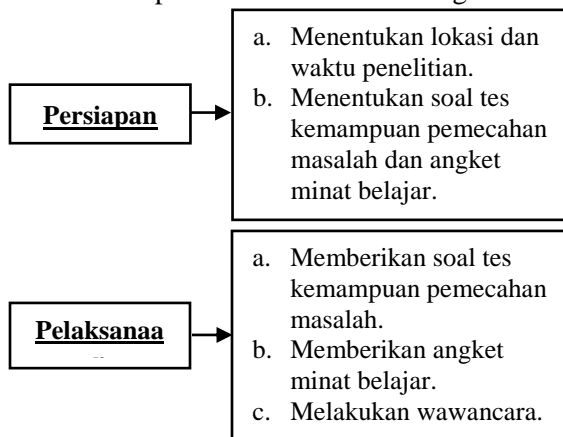 Persiapan
a. Menentukan lokasi dan
waktu penelitian.
b. Menentukan soal tes
kemampuan pemecahan
masalah dan angket
minat belajar.
Pelaksanaa
a. Memberikan soal tes
kemampuan pemecahan
masalah.
b. Memberikan angket
minat belajar.
c. Melakukan wawancara.